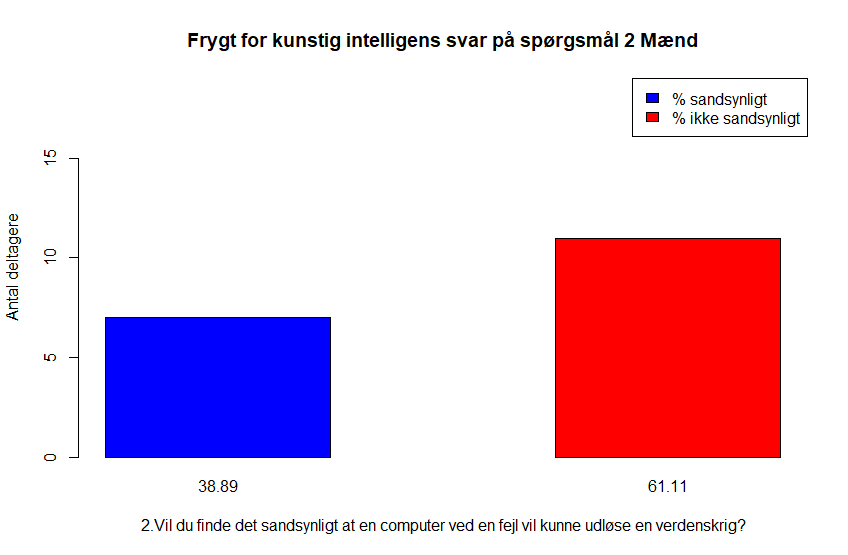 Frygt for kunstig intelligens svar på spørgsmål 2 Mænd
% sandsynligt
% ikke sandsynligt
15
10
5
0
Antal deltagere
38.89
61.11
2.Vil du finde det sandsynligt at en computer ved en fejl vil kunne udløse en verdenskrig?